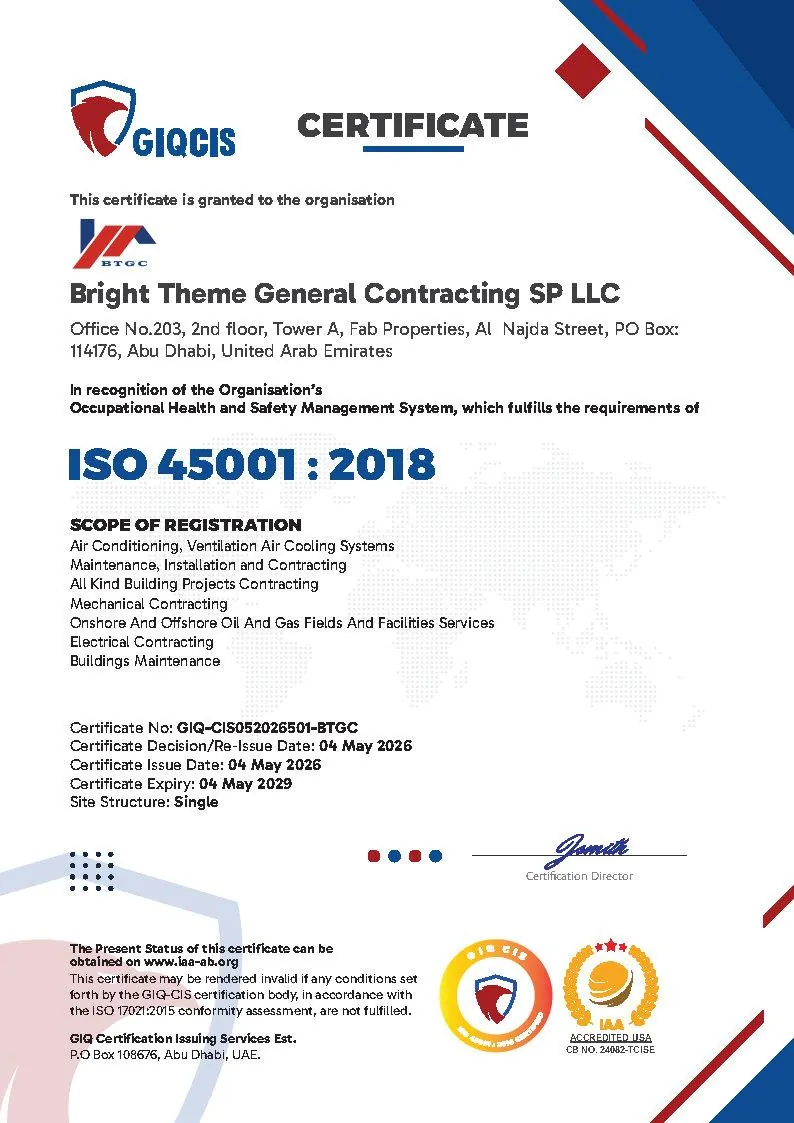 GIQCIS
CERTIFICATE
This certificate is granted to the organisation
BTGC
Bright Theme General Contracting SP LLC
Office No.203, 2nd floor, Tower A, Fab Properties, Al Najda Street, PO Box:
114176, Abu Dhabi, United Arab Emirates
In recognition of the Organisation's
Occupational Health and Safety Management System, which fulfills the requirements of
ISO 45001 : 2018
SCOPE OF REGISTRATION
Air Conditioning, Ventilation Air Cooling Systems
Maintenance, Installation and Contracting
All Kind Building Projects Contracting
Mechanical Contracting
Onshore And Offshore Oil And Gas Fields And Facilities Services
Electrical Contracting
Buildings Maintenance
Certificate No: GIQ-CIS052026501-BTGC
Certificate Decision/Re-Issue Date: 04 May 2026
Certificate Issue Date: 04 May 2026
Certificate Expiry: 04 May 2029
Site Structure: Single
Jsmith
Certification Director
The Present Status of this certificate can be
obtained on www.iaa-ab.org
This certificate may be rendered invalid if any conditions set
forth by the GIQ-CIS certification body, in accordance with
the ISO 17021:2015 conformity assessment, are not fulfilled.
GIQ Certification Issuing Services Est.
P.O Box 108676, Abu Dhabi, UAE.
GIQ CIS
ISO 45001 : 2018 CERTIFIED
IAA
ACCREDITED USA
CB NO. 24082-TCISE